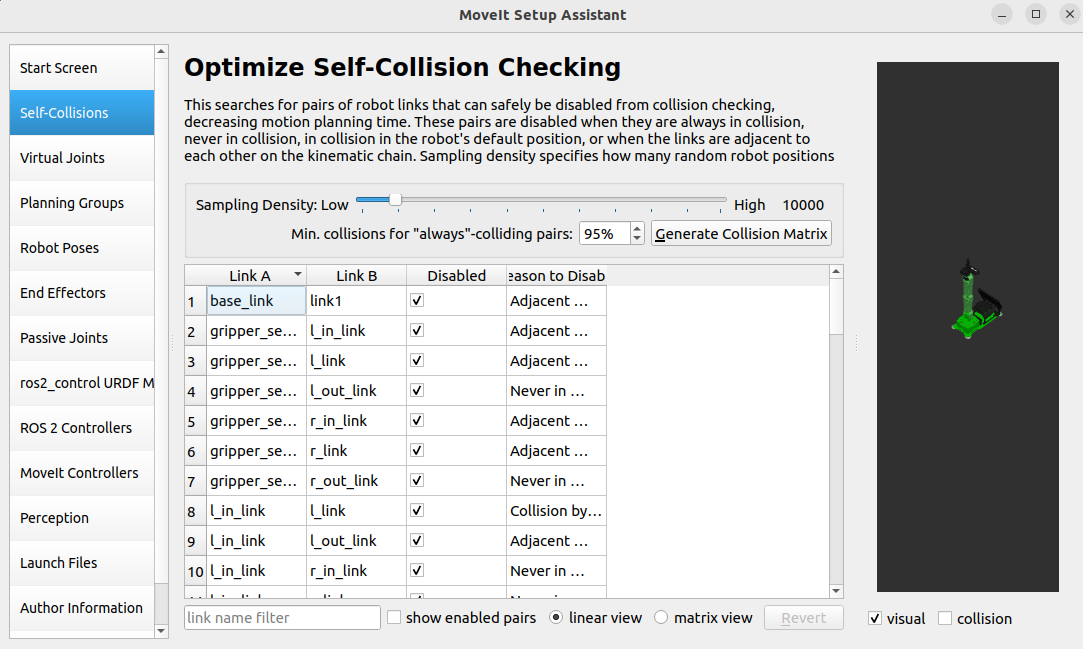 MoveIt Setup Assistant
Start Screen
Self-Collisions
Virtual Joints
Planning Groups
Robot Poses
End Effectors
Passive Joints
ros2_control URDF M
ROS 2 Controllers
MoveIt Controllers
Perception
Launch Files
Author Information
Optimize Self-Collision Checking
This searches for pairs of robot links that can safely be disabled from collision checking,
decreasing motion planning time. These pairs are disabled when they are always in collision,
never in collision, in collision in the robot's default position, or when the links are adjacent to
each other on the kinematic chain. Sampling density specifies how many random robot positions
Sampling Density: Low High 10000
Min. collisions for "always"-colliding pairs: 95% Generate Collision Matrix
Link A Link B Disabled eason to Disab
1 base_link link1 Adjacent ...
2 gripper_se... l_in_link Adjacent ...
3 gripper_se... l_link Adjacent ...
4 gripper_se... l_out_link Never in ...
5 gripper_se... r_in_link Adjacent ...
6 gripper_se... r_link Adjacent ...
7 gripper_se... r_out_link Never in ...
8 l_in_link l_link Collision by...
9 l_in_link l_out_link Adjacent ...
10 l_in_link r_in_link Never in ...
link name filter show enabled pairs linear view matrix view Revert
visual collision